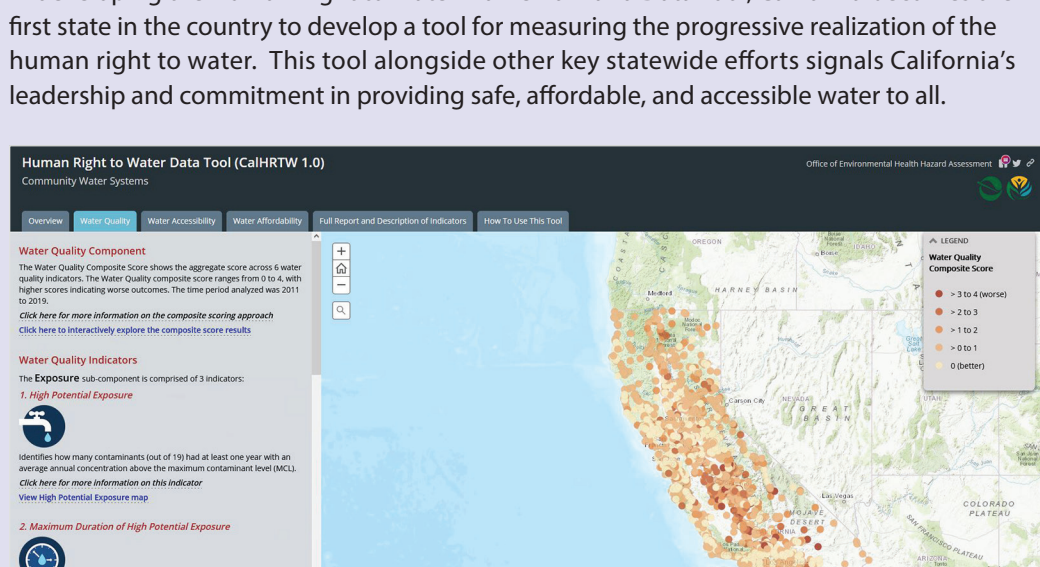 first state in the country to develop a tool for measuring the progressive realization of the
human right to water. This tool alongside other key statewide efforts signals California's
leadership and commitment in providing safe, affordable, and accessible water to all.
Human Right to Water Data Tool (CalHRTW 1.0)
Community Water Systems
Office of Environmental Health Hazard Assessment
Overview
Water Quality
Water Accessibility
Water Affordability
Full Report and Description of Indicators
How To Use This Tool
Water Quality Component
The Water Quality Composite Score shows the aggregate score across 6 water
quality indicators. The Water Quality composite score ranges from 0 to 4, with
higher scores indicating worse outcomes. The time period analyzed was 2011
to 2019.
Click here for more information on the composite scoring approach
Click here to interactively explore the composite score results
Water Quality Indicators
The Exposure sub-component is comprised of 3 indicators:
1. High Potential Exposure
Identifies how many contaminants (out of 19) had at least one year with an
average annual concentration above the maximum contaminant level (MCL).
Click here for more information on this indicator
View High Potential Exposure map
2. Maximum Duration of High Potential Exposure
+
−
OREGON
Boise
IDAHO
Medford
HARNEY BASIN
Carson City
NEVADA
GREAT
BASIN
UTAH
Las Vegas
MOJAVE
DESERT
COLORADO
PLATEAU
SAN FRANCISCO PLATEAU
ARIZONA
LEGEND
Water Quality
Composite Score
> 3 to 4 (worse)
> 2 to 3
> 1 to 2
> 0 to 1
0 (better)